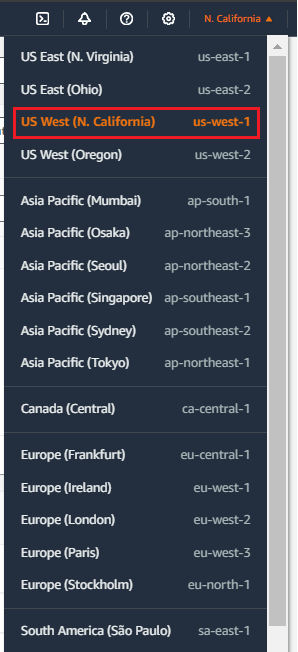 N. California ▲
US East (N. Virginia) us-east-1
US East (Ohio) us-east-2
US West (N. California) us-west-1
US West (Oregon) us-west-2
Asia Pacific (Mumbai) ap-south-1
Asia Pacific (Osaka) ap-northeast-3
Asia Pacific (Seoul) ap-northeast-2
Asia Pacific (Singapore) ap-southeast-1
Asia Pacific (Sydney) ap-southeast-2
Asia Pacific (Tokyo) ap-northeast-1
Canada (Central) ca-central-1
Europe (Frankfurt) eu-central-1
Europe (Ireland) eu-west-1
Europe (London) eu-west-2
Europe (Paris) eu-west-3
Europe (Stockholm) eu-north-1
South America (São Paulo) sa-east-1